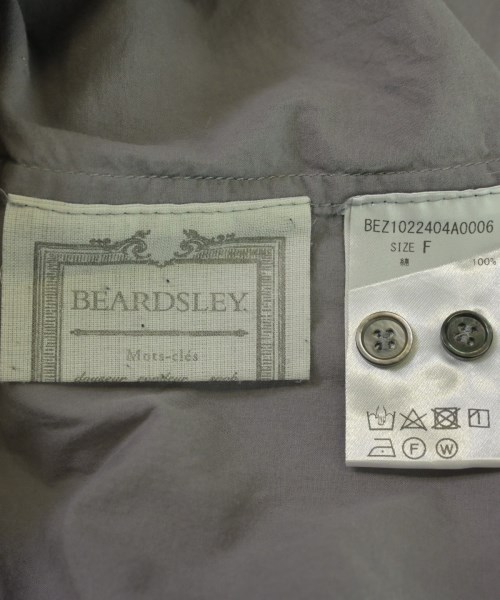 BEARDSLEY.
Mots-clés
BEZ1022404A0006
SIZE F
綿 100%
F W